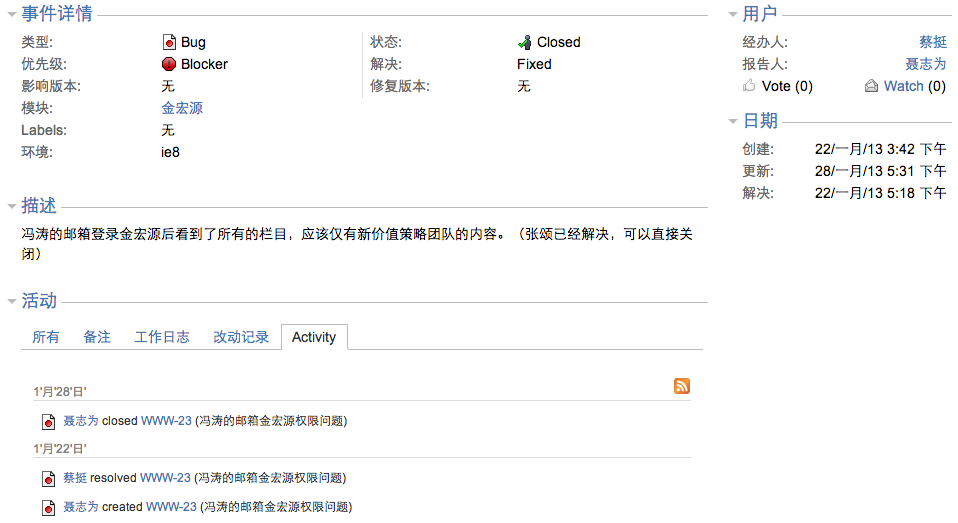 事件详情
类型: Bug 状态: Closed
优先级: Blocker 解决: Fixed
影响版本: 无 修复版本: 无
模块: 金宏源
Labels: 无
环境: ie8
描述
冯涛的邮箱登录金宏源后看到了所有的栏目，应该仅有新价值策略团队的内容。（张颂已经解决，可以直接关
闭）
活动
所有 备注 工作日志 改动记录 Activity
1'月'28'日'
聂志为 closed WWW-23 (冯涛的邮箱金宏源权限问题)
1'月'22'日'
蔡挺 resolved WWW-23 (冯涛的邮箱金宏源权限问题)
聂志为 created WWW-23 (冯涛的邮箱金宏源权限问题)
用户
经办人: 蔡挺
报告人: 聂志为
Vote (0) Watch (0)
日期
创建: 22/一月/13 3:42 下午
更新: 28/一月/13 5:31 下午
解决: 22/一月/13 5:18 下午